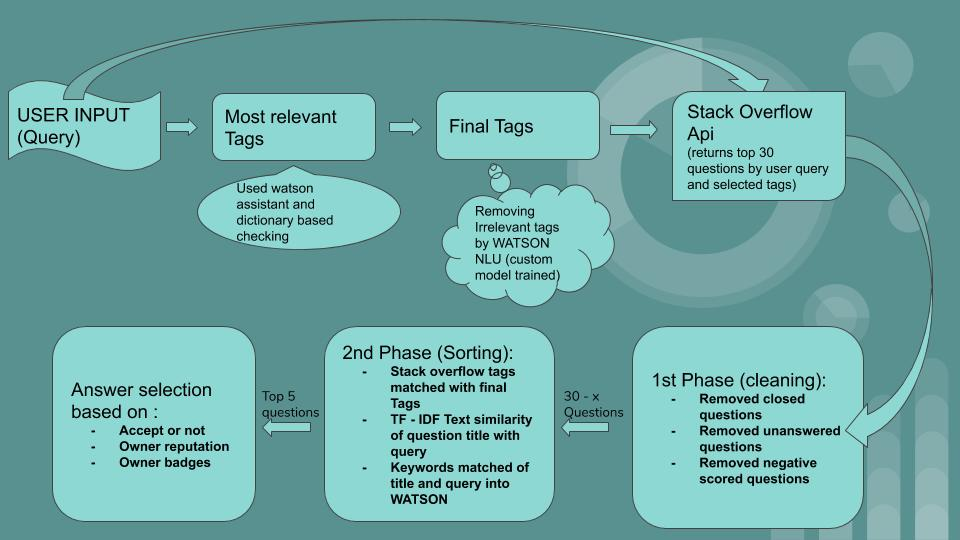 USER INPUT
(Query)
Most relevant
Tags
Final Tags
Stack Overflow
Api
(returns top 30
questions by user query
and selected tags)
Used watson
assistant and
dictionary based
checking
Removing
Irrelevant tags
by WATSON
NLU (custom
model trained)
Answer selection
based on :
- Accept or not
- Owner reputation
- Owner badges
Top 5
questions
2nd Phase (Sorting):
- Stack overflow tags
matched with final
Tags
- TF - IDF Text similarity
of question title with
query
- Keywords matched of
title and query into
WATSON
30 - x
Questions
1st Phase (cleaning):
- Removed closed
questions
- Removed unanswered
questions
- Removed negative
scored questions